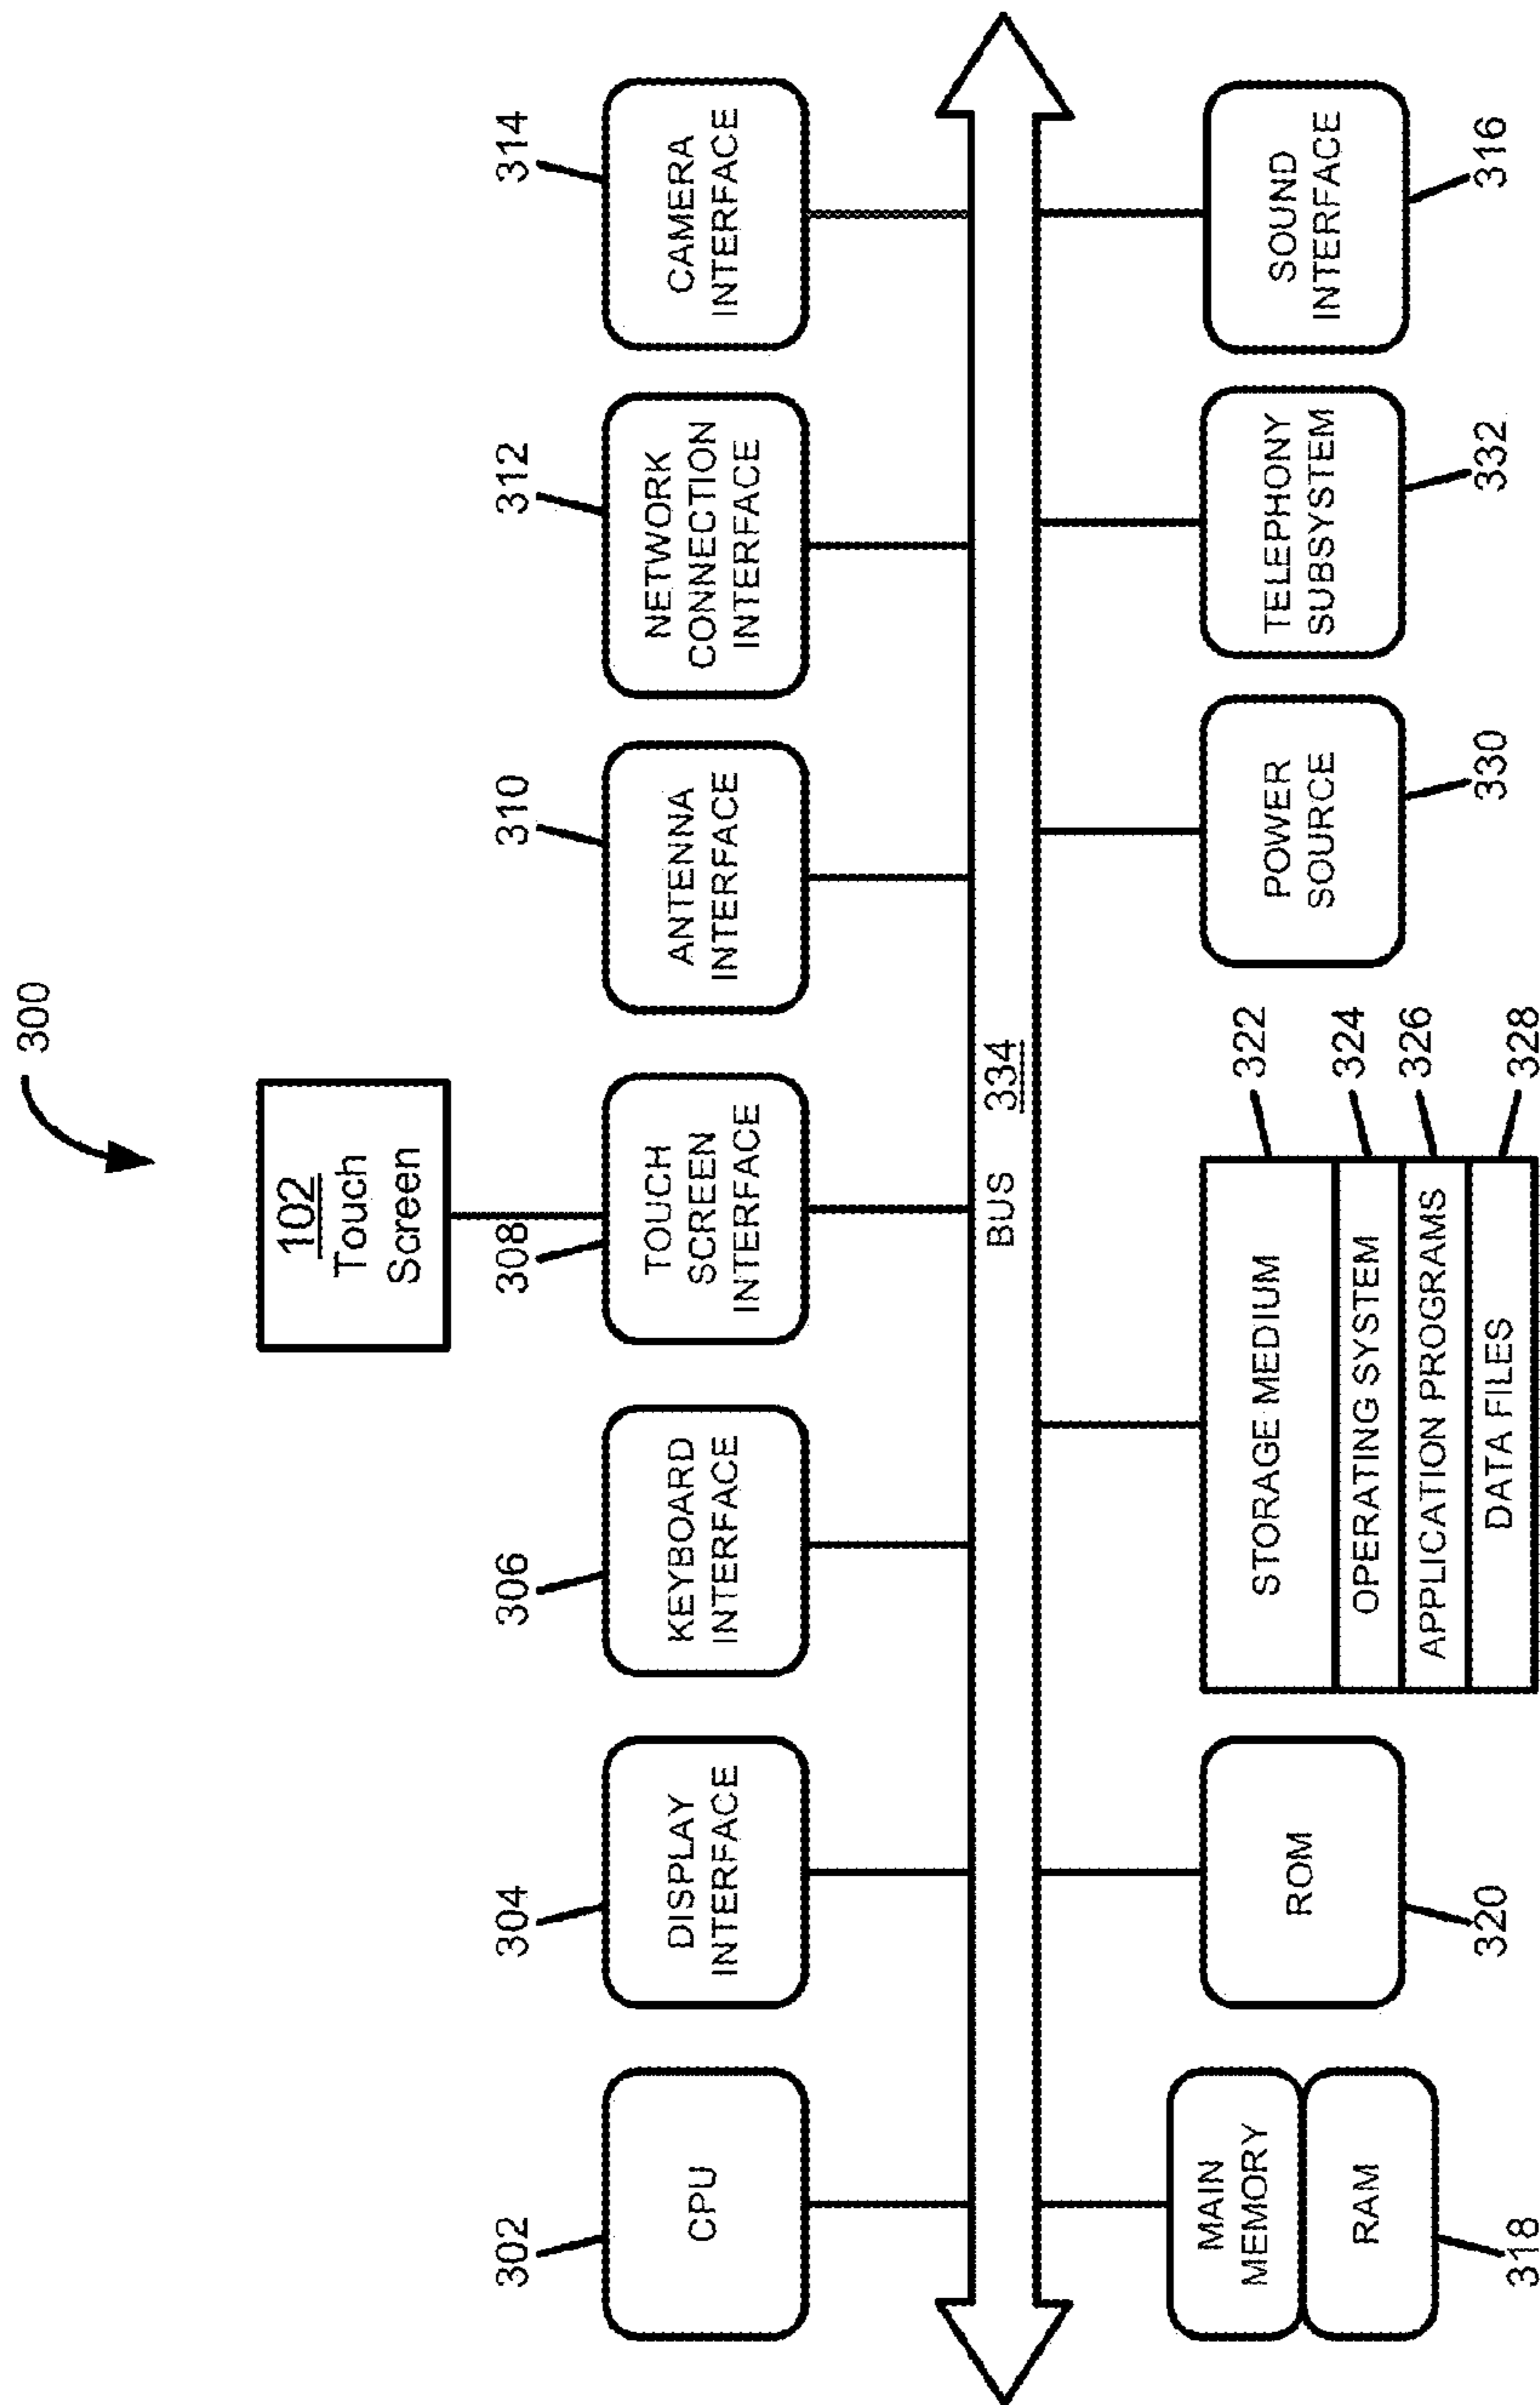 300
102
Touch
Screen
302
304
306
308
310
312
314
CPU
DISPLAY
INTERFACE
KEYBOARD
INTERFACE
TOUCH
SCREEN
INTERFACE
ANTENNA
INTERFACE
NETWORK
CONNECTION
INTERFACE
CAMERA
INTERFACE
BUS 334
MAIN
MEMORY
RAM
ROM
STORAGE MEDIUM
OPERATING SYSTEM
APPLICATION PROGRAMS
DATA FILES
322
324
326
328
POWER
SOURCE
TELEPHONY
SUBSYSTEM
SOUND
INTERFACE
318
320
330
332
316